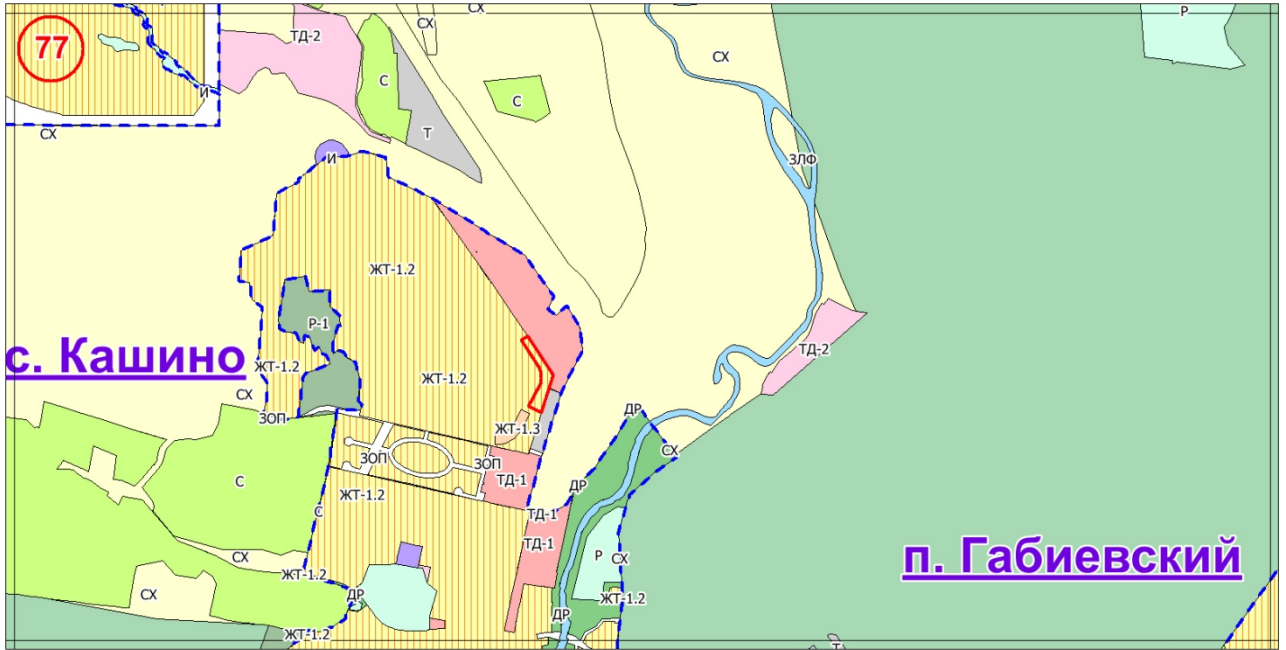 СХ
Р
77
ТД-2
СХ
СХ
С
И
С
СХ
Т
И
ЗЛФ
ЖТ-1.2
Р-1
ТД-2
с. Кашино
ЖТ-1.2
ЖТ-1.2
СХ
ДР
ЗОП
ЖТ-1.3
СХ
ЗОП
ЗОП
С
ТД-1
ДР
ЖТ-1.2
С
ТД-1
ТД-1
СХ
Р
СХ
п. Габиевский
ЖТ-1.2
СХ
ДР
ЖТ-1.2
ДР
ЖТ-1.2
Т